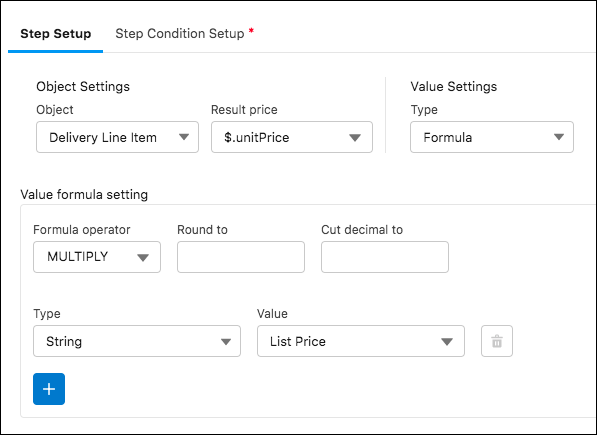 Step Setup Step Condition Setup *
Object Settings Value Settings
Object Result price Type
Delivery Line Item $.unitPrice Formula
Value formula setting
Formula operator Round to Cut decimal to
MULTIPLY
Type Value
String List Price
+